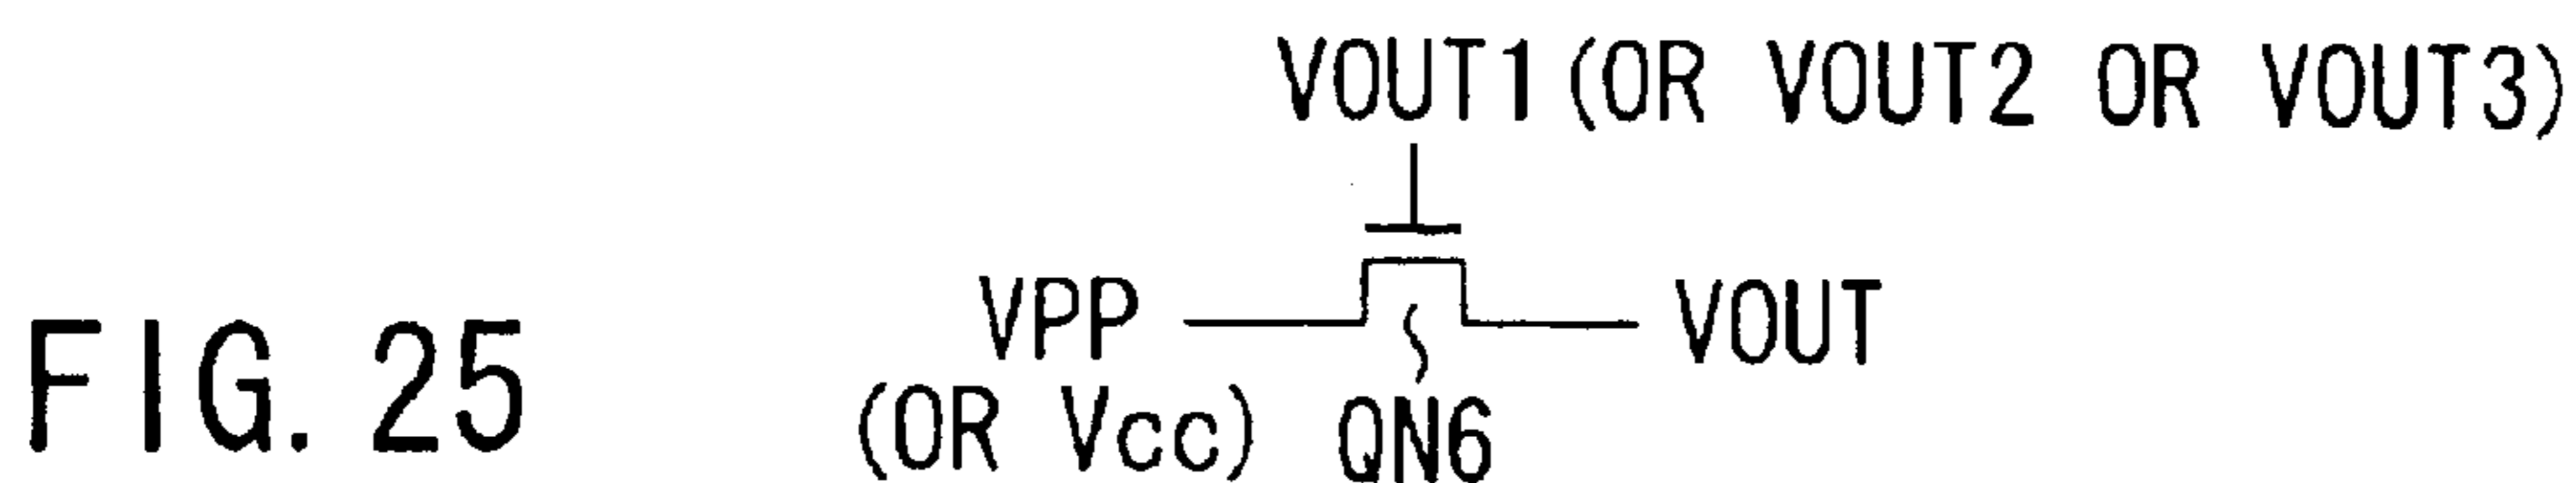 VOUT1(OR VOUT2 OR VOUT3)
VPP
VOUT
(OR Vcc)
QN6
FIG. 25